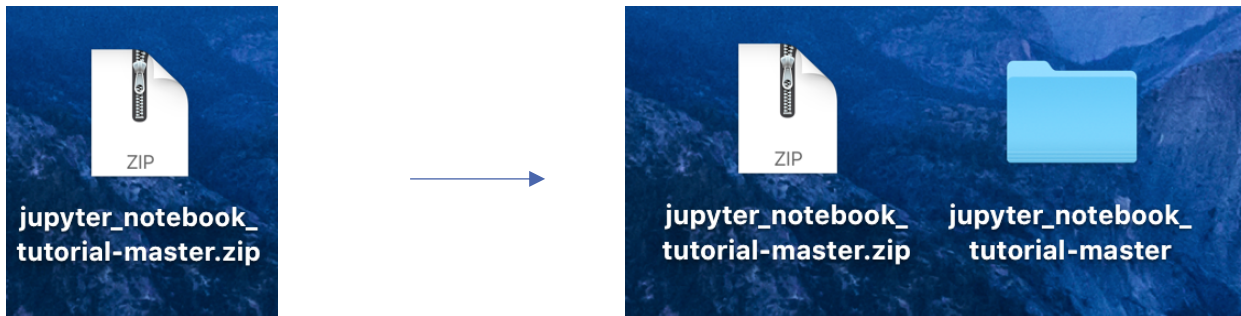 ZIP
jupyter_notebook_
tutorial-master.zip
ZIP
jupyter_notebook_
tutorial-master.zip
jupyter_notebook_
tutorial-master